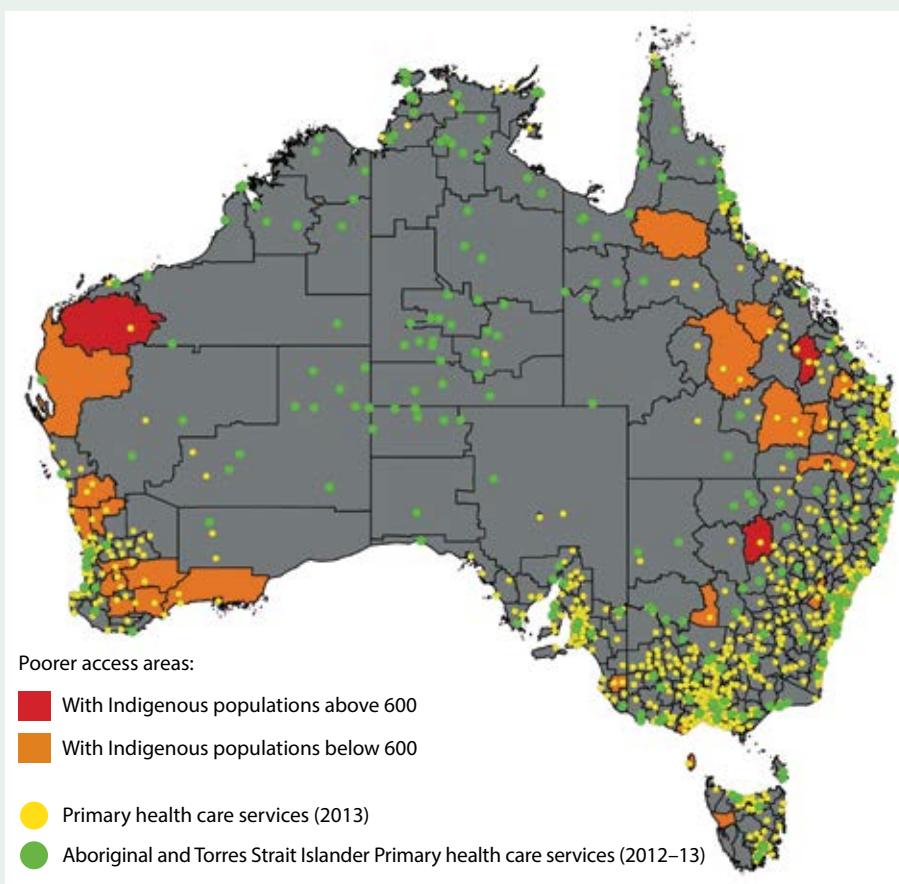 Poorer access areas:
With Indigenous populations above 600
With Indigenous populations below 600
Primary health care services (2013)
Aboriginal and Torres Strait Islander Primary health care services (2012–13)